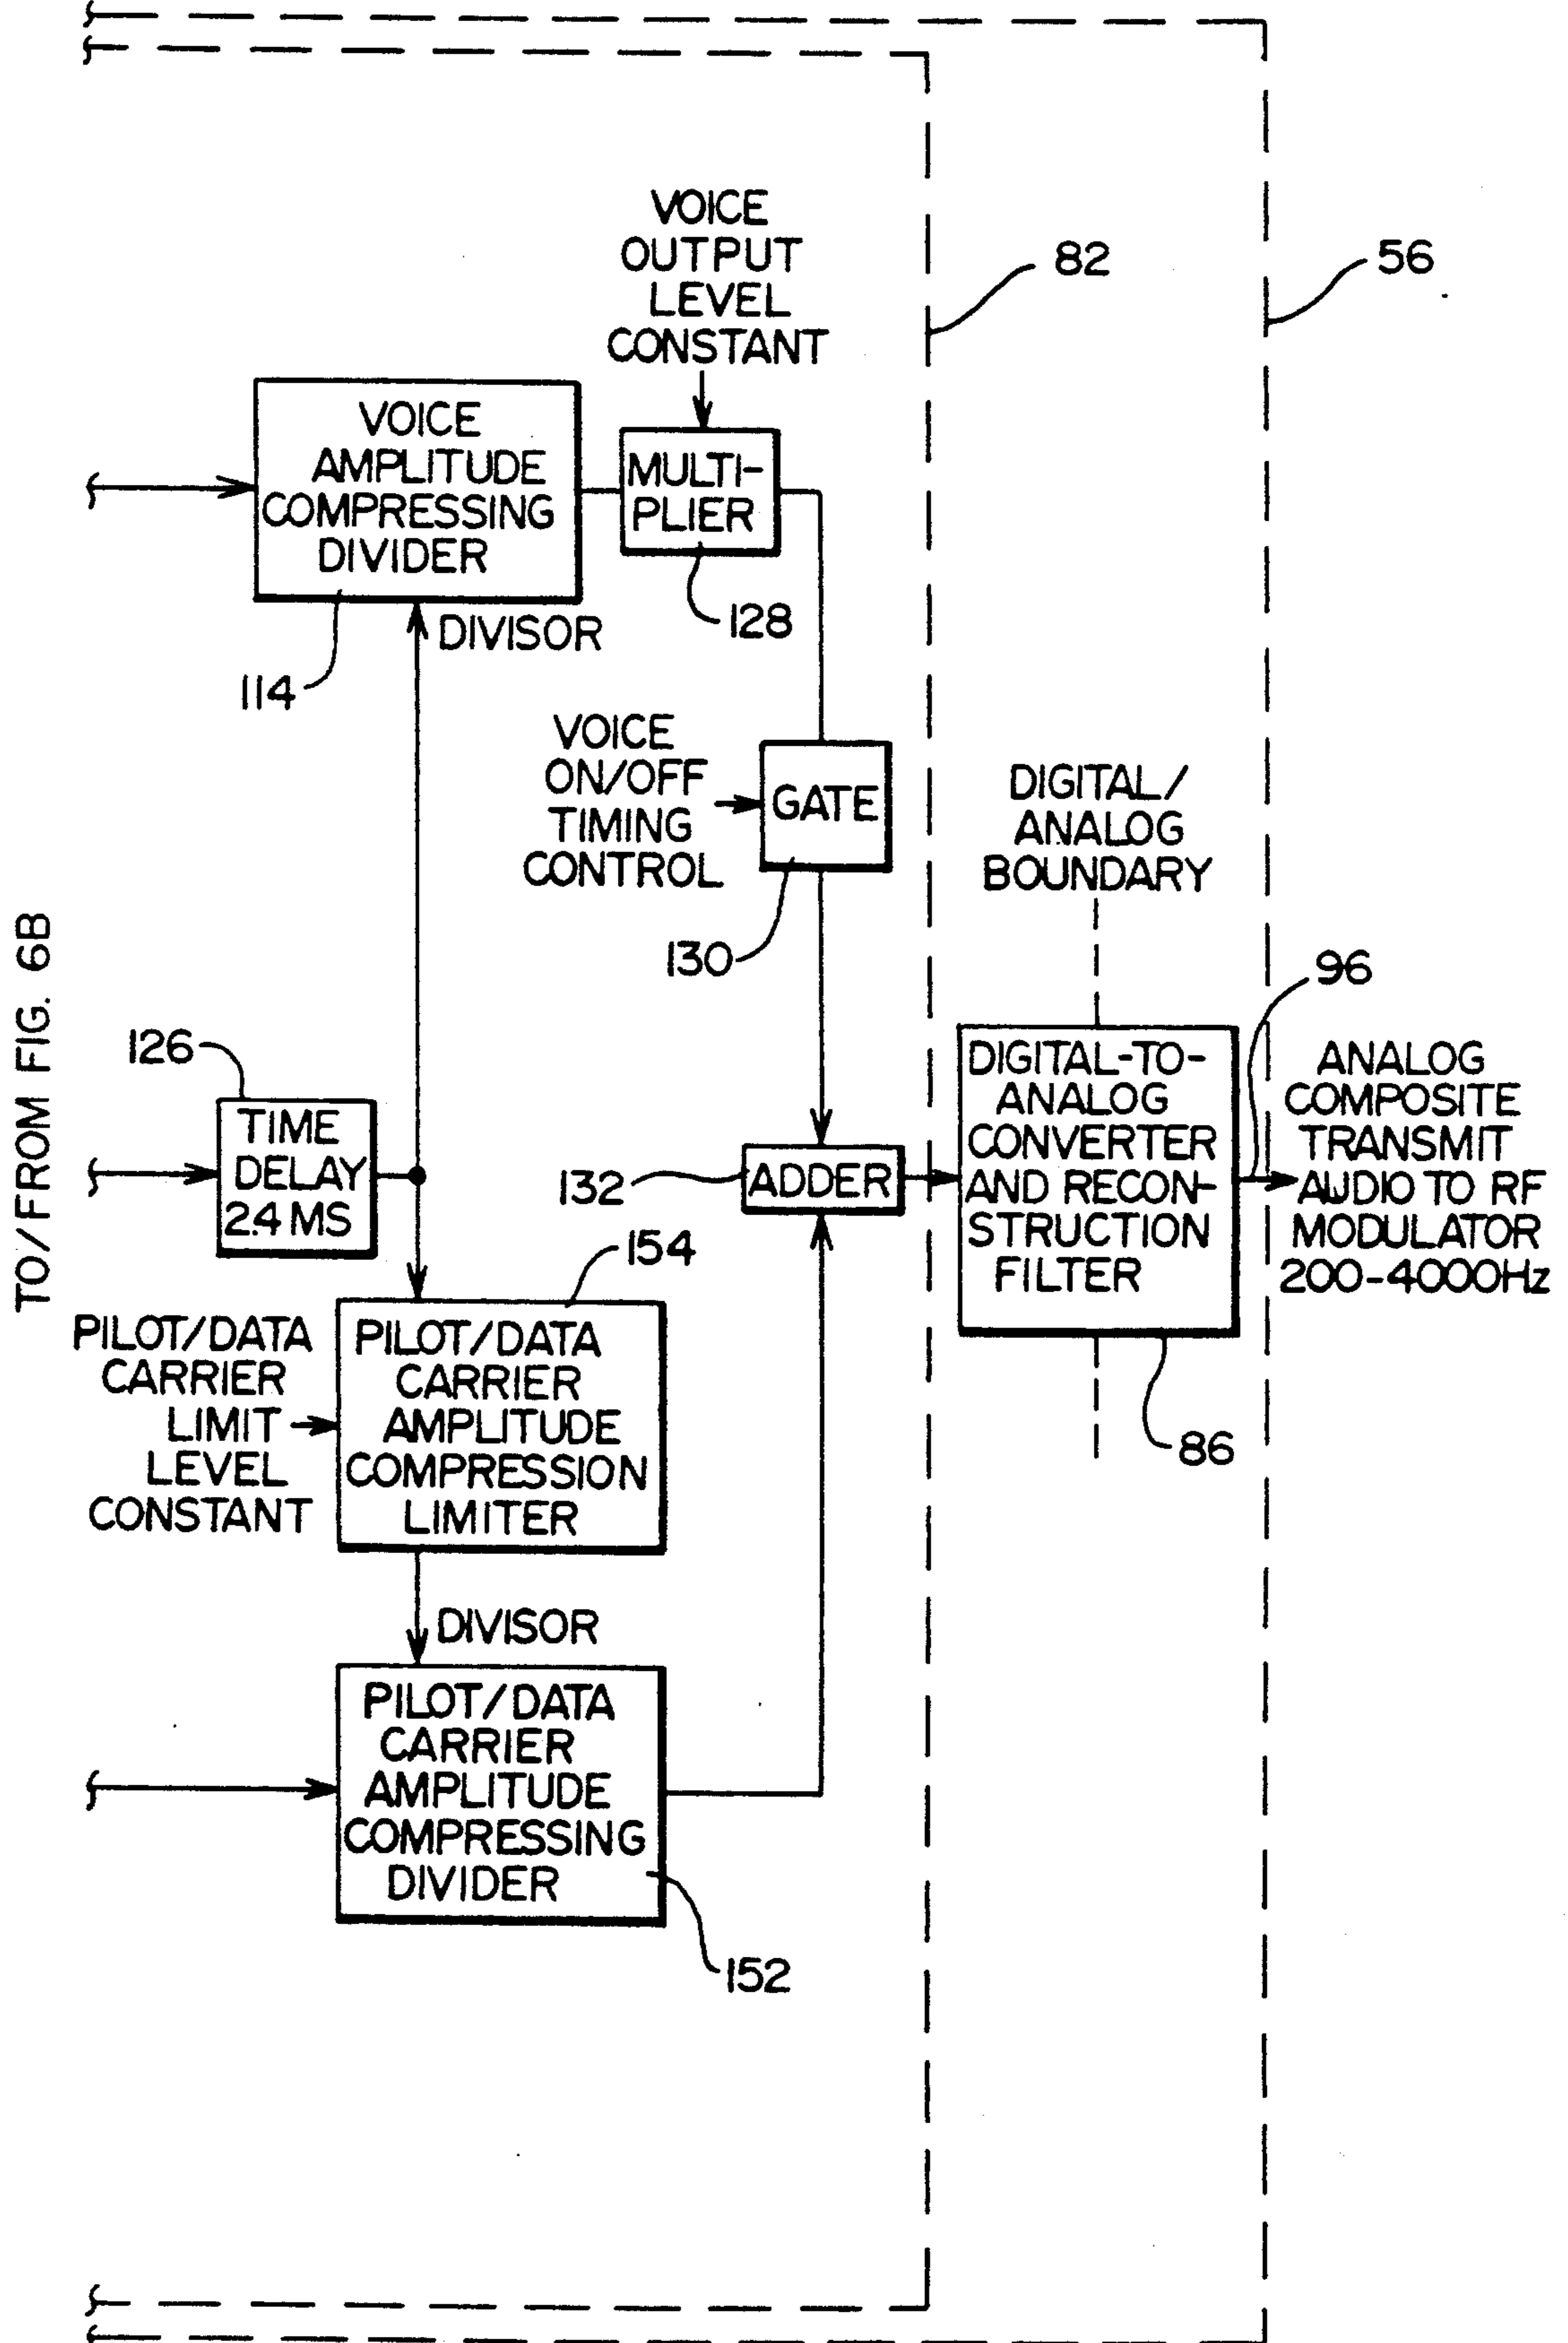 VOICE
OUTPUT
LEVEL
CONSTANT
82
56
VOICE
AMPLITUDE
COMPRESSING
DIVIDER
MULTI-
PLIER
128
DIVISOR
114
VOICE
ON/OFF
TIMING
CONTROL
GATE
130
DIGITAL/
ANALOG
BOUNDARY
96
TO/FROM FIG. 6B
126
TIME
DELAY
2.4 MS
132
ADDER
DIGITAL-TO-
ANALOG
CONVERTER
AND RECON-
STRUCTION
FILTER
ANALOG
COMPOSITE
TRANSMIT
AUDIO TO RF
MODULATOR
200-4000Hz
86
154
PILOT/DATA
CARRIER
LIMIT
LEVEL
CONSTANT
PILOT/DATA
CARRIER
AMPLITUDE
COMPRESSION
LIMITER
DIVISOR
PILOT/DATA
CARRIER
AMPLITUDE
COMPRESSING
DIVIDER
152